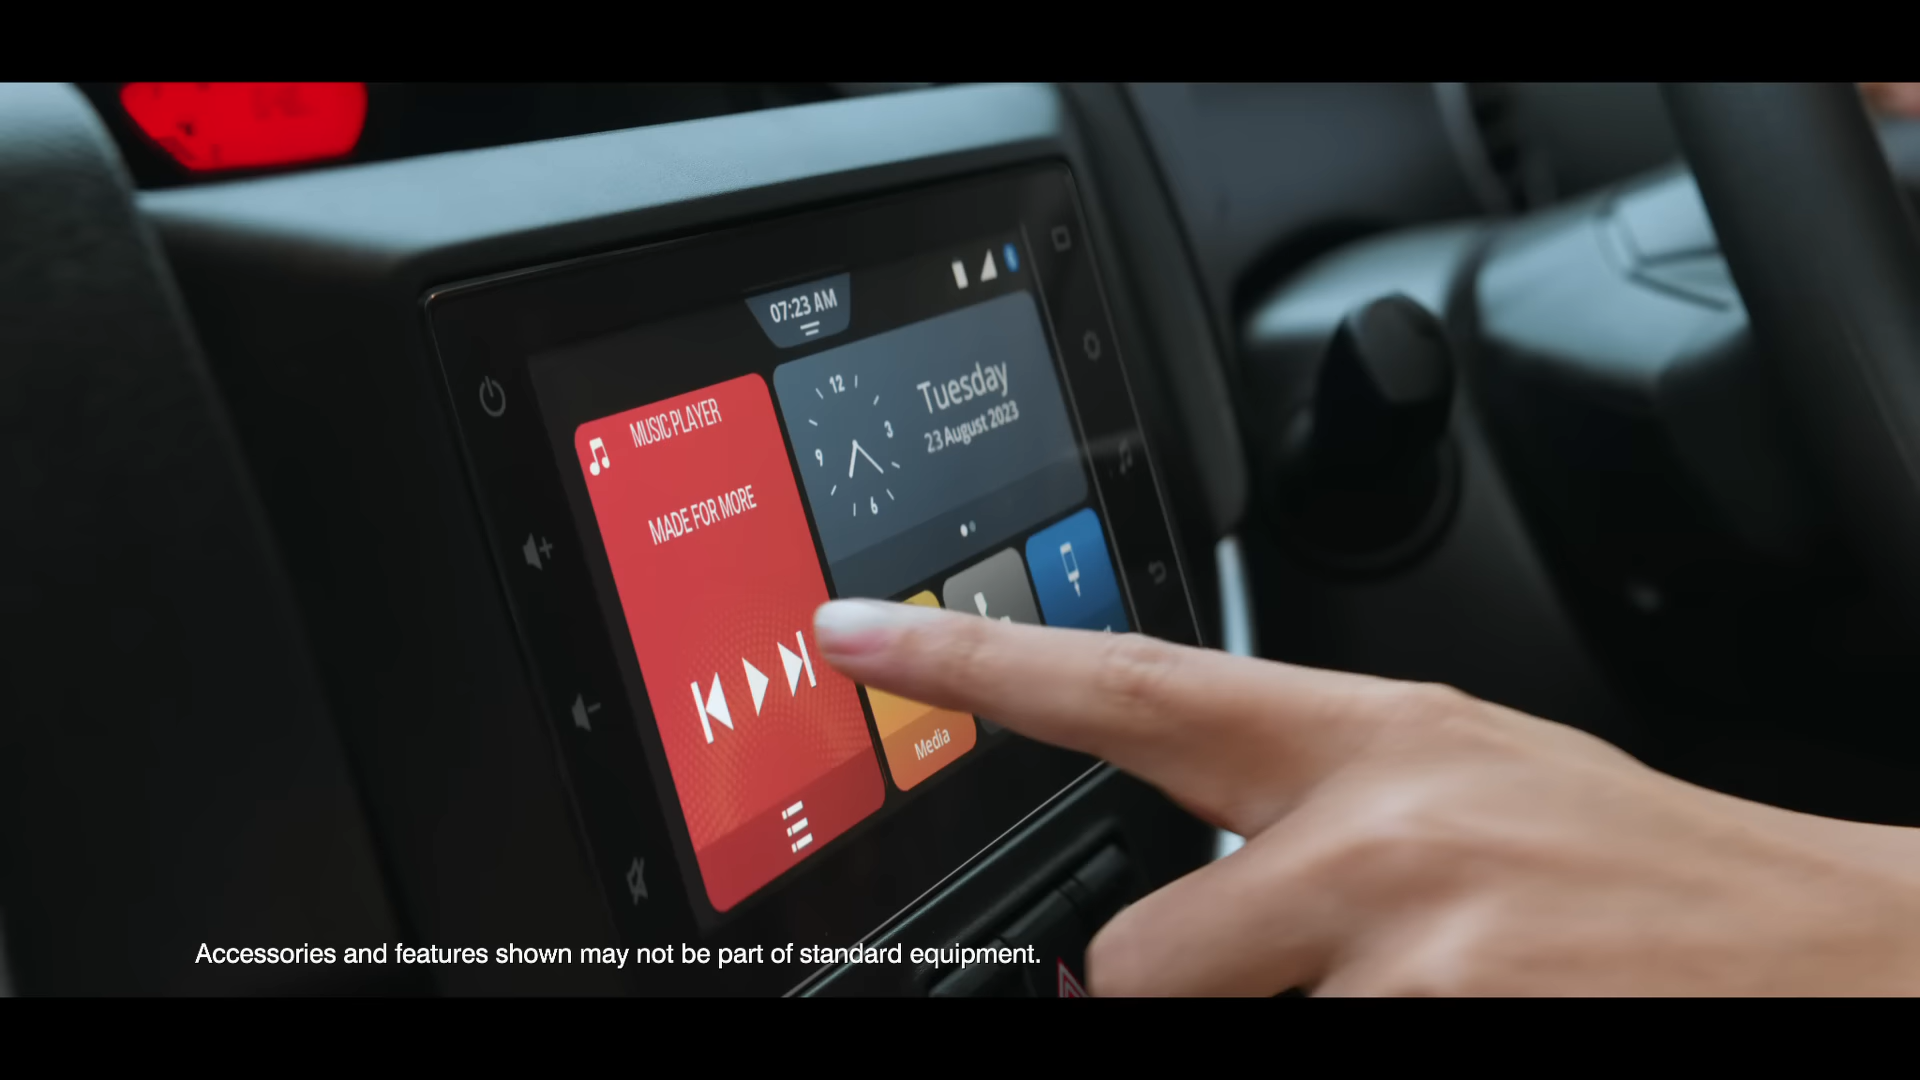 07:23 AM
MUSIC PLAYER
MADE FOR MORE
12
3
9
6
Tuesday
23 August 2023
Media
Accessories and features shown may not be part of standard equipment.